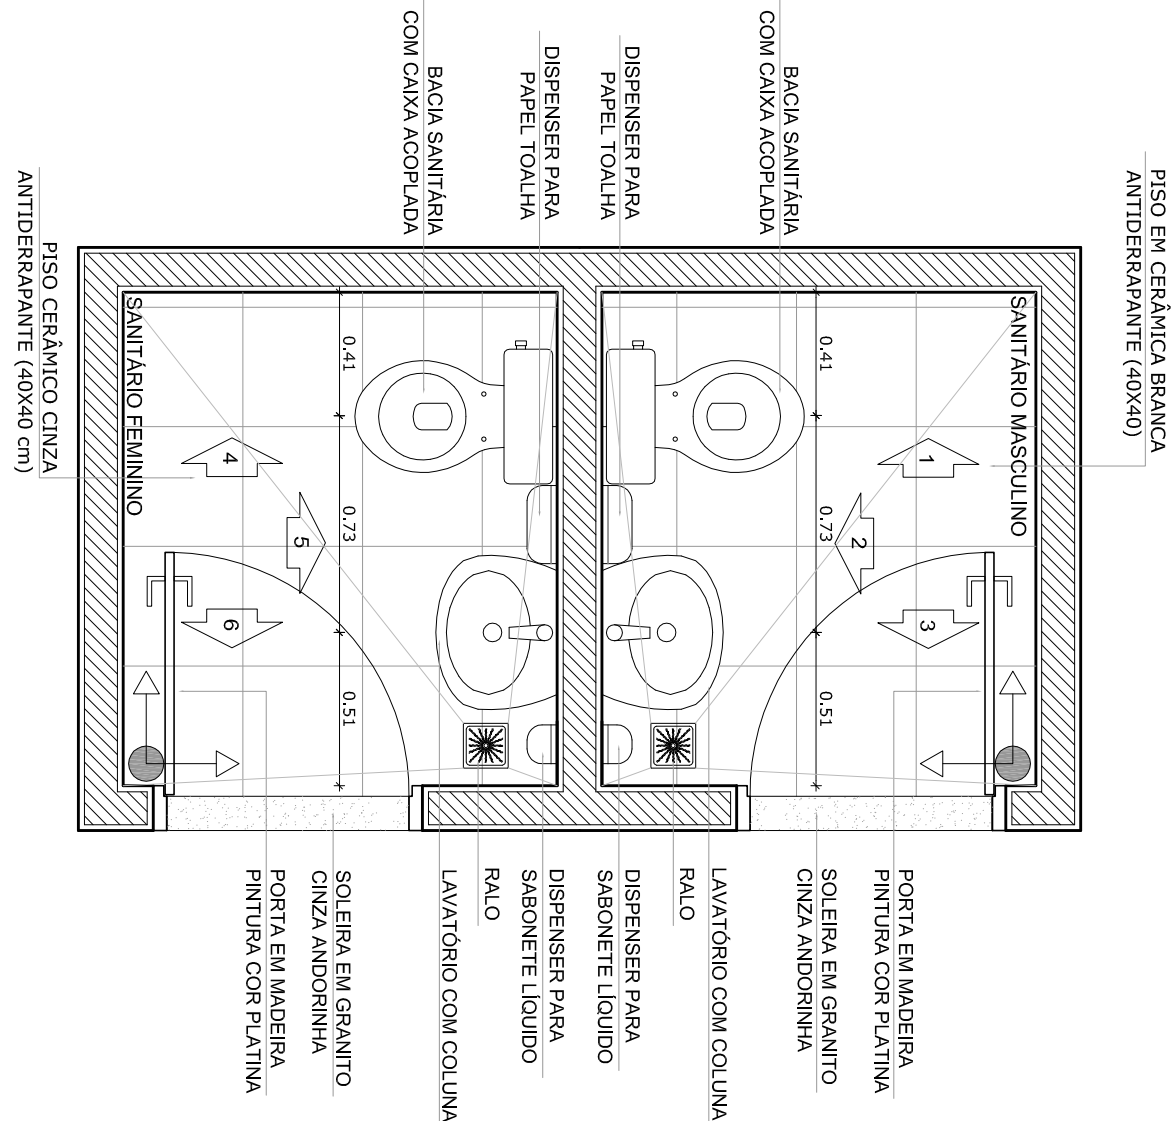 PISO EM CERÂMICA BRANCA
ANTIDERRAPANTE (40X40)
BACIA SANITÁRIA
COM CAIXA ACOPLADA
DISPENSER PARA
PAPEL TOALHA
DISPENSER PARA
PAPEL TOALHA
BACIA SANITÁRIA
COM CAIXA ACOPLADA
PISO CERÂMICO CINZA
ANTIDERRAPANTE (40X40 cm)
SANITÁRIO MASCULINO
1
2
3
0,41
0,73
0,51
0,41
0,73
0,51
4
5
6
SANITÁRIO FEMININO
PORTA EM MADEIRA
PINTURA COR PLATINA
SOLEIRA EM GRANITO
CINZA ANDORINHA
LAVATÓRIO COM COLUNA
RALO
DISPENSER PARA
SABONETE LÍQUIDO
DISPENSER PARA
SABONETE LÍQUIDO
RALO
LAVATÓRIO COM COLUNA
SOLEIRA EM GRANITO
CINZA ANDORINHA
PORTA EM MADEIRA
PINTURA COR PLATINA